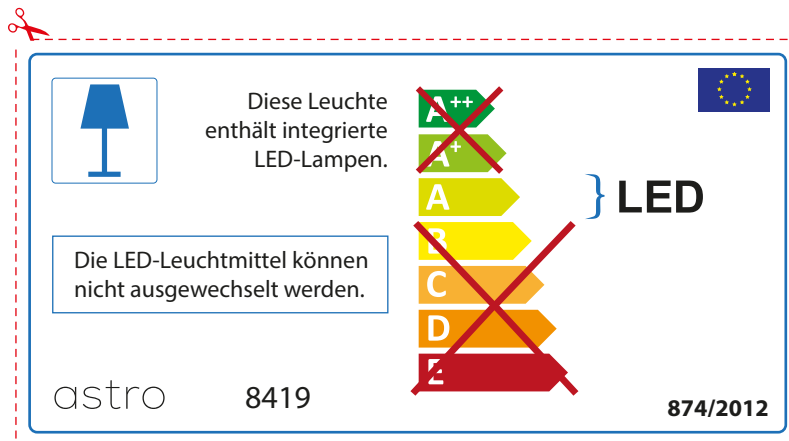 Diese Leuchte
enthält integrierte
LED-Lampen.
Die LED-Leuchtmittel können
nicht ausgewechselt werden.
A++
A+
A
B
C
D
E
LED
astro
8419
874/2012